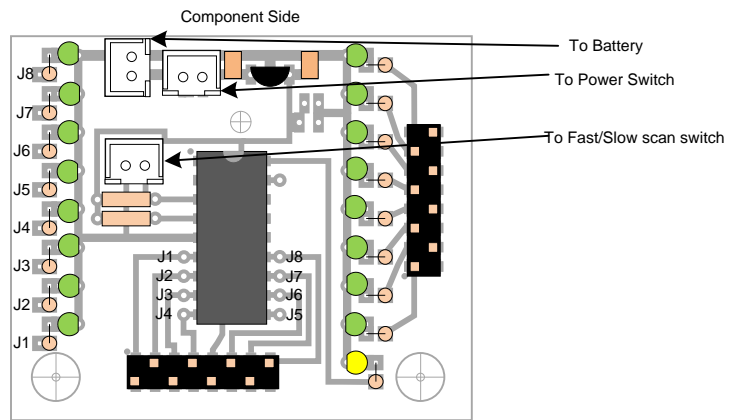 Component Side
To Battery
To Power Switch
To Fast/Slow scan switch
J8
J7
J6
J5
J4
J3
J2
J1
J1 J8
J2 J7
J3 J6
J4 J5